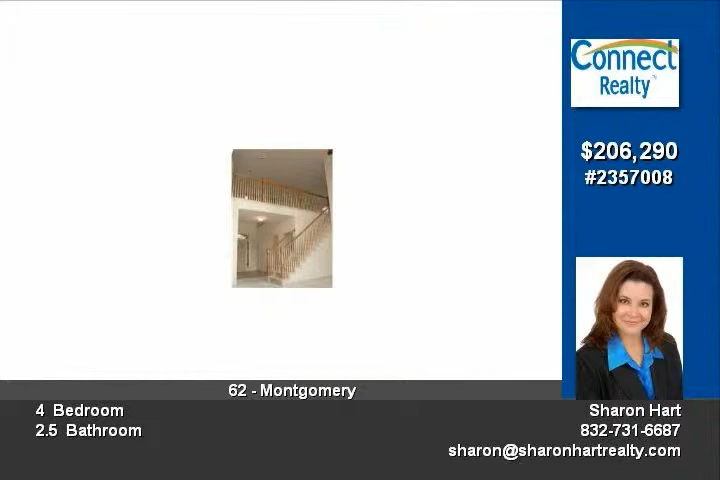 Connect
Realty
$206,290
#2357008
62 - Montgomery
4 Bedroom
2.5 Bathroom
Sharon Hart
832-731-6687
sharon@sharonhartrealty.com